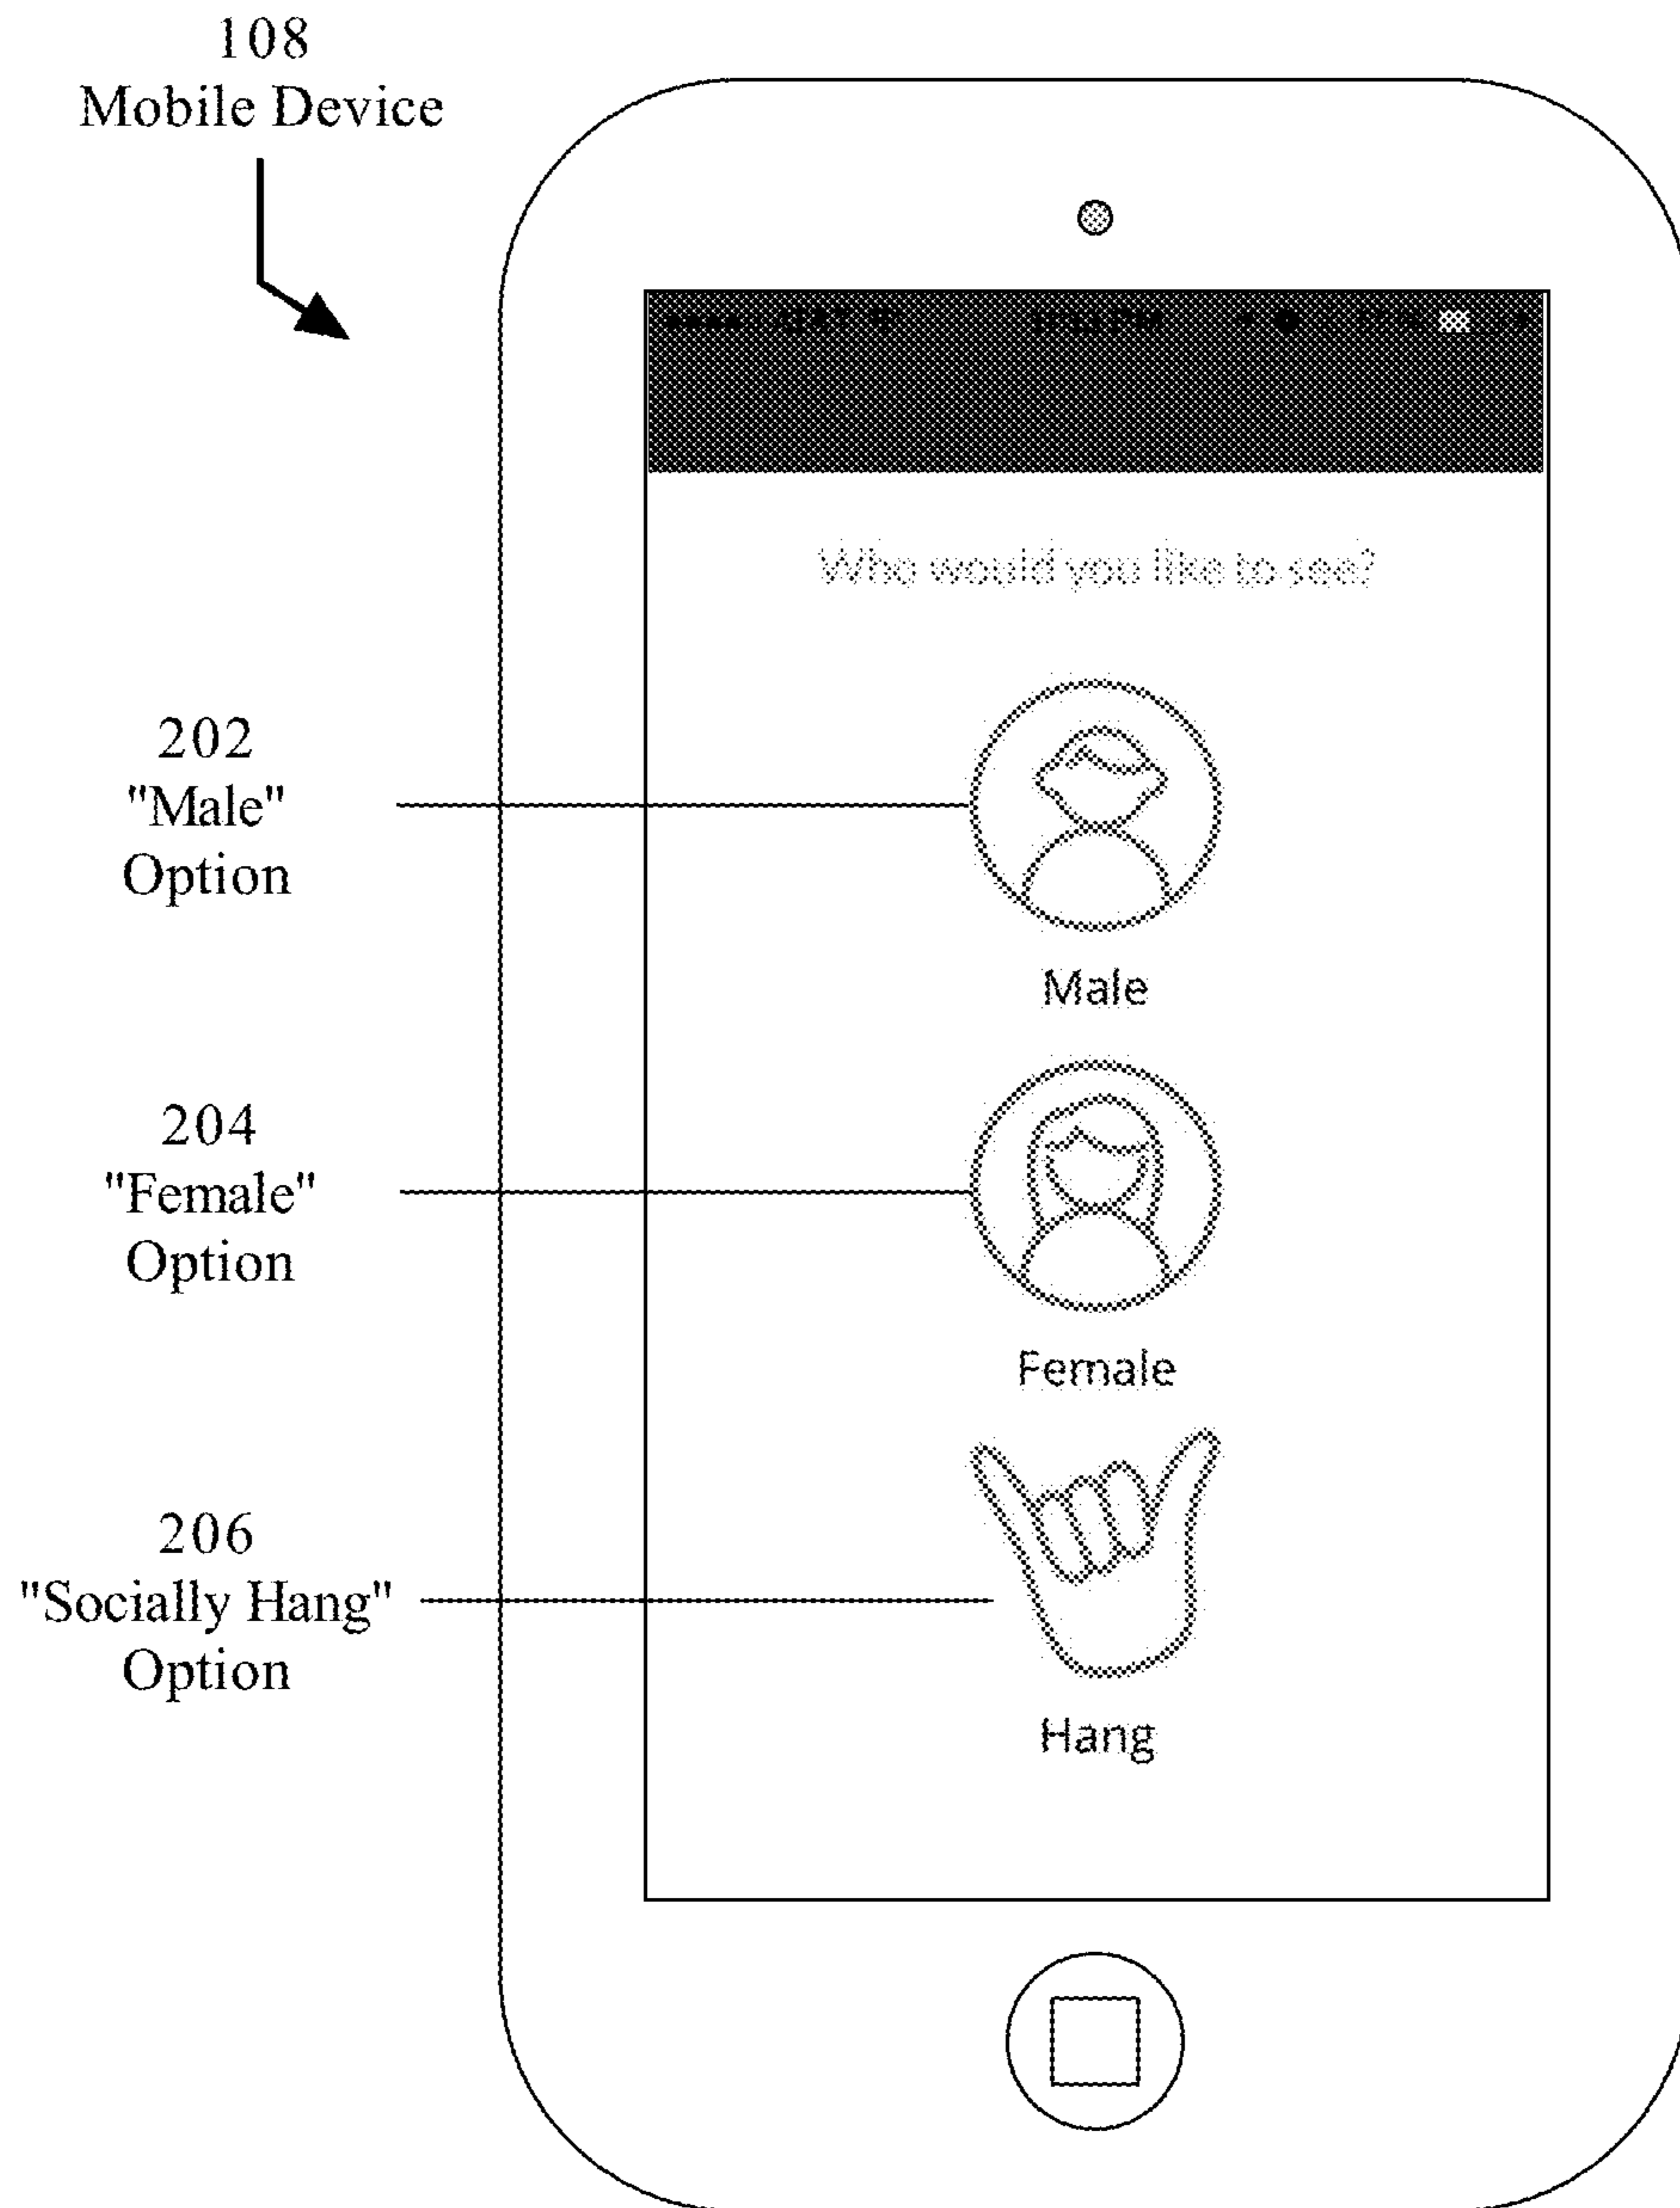 108
Mobile Device
Who would you like to see?
202
"Male"
Option
Male
204
"Female"
Option
Female
206
"Socially Hang"
Option
Hang